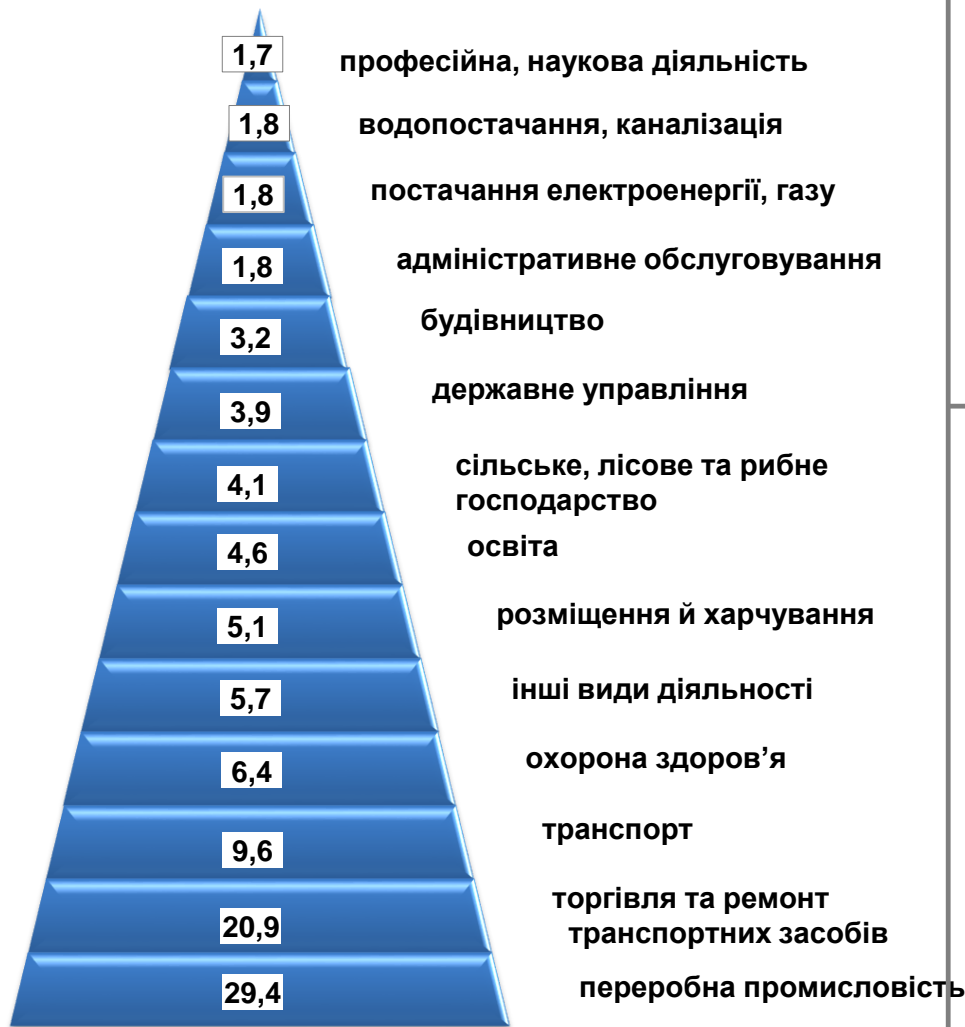 1,7 професійна, наукова діяльність
1,8 водопостачання, каналізація
1,8 постачання електроенергії, газу
1,8 адміністративне обслуговування
3,2 будівництво
3,9 державне управління
4,1 сільське, лісове та рибне
господарство
4,6 освіта
5,1 розміщення й харчування
5,7 інші види діяльності
6,4 охорона здоров’я
9,6 транспорт
20,9 торгівля та ремонт
транспортних засобів
29,4 переробна промисловість